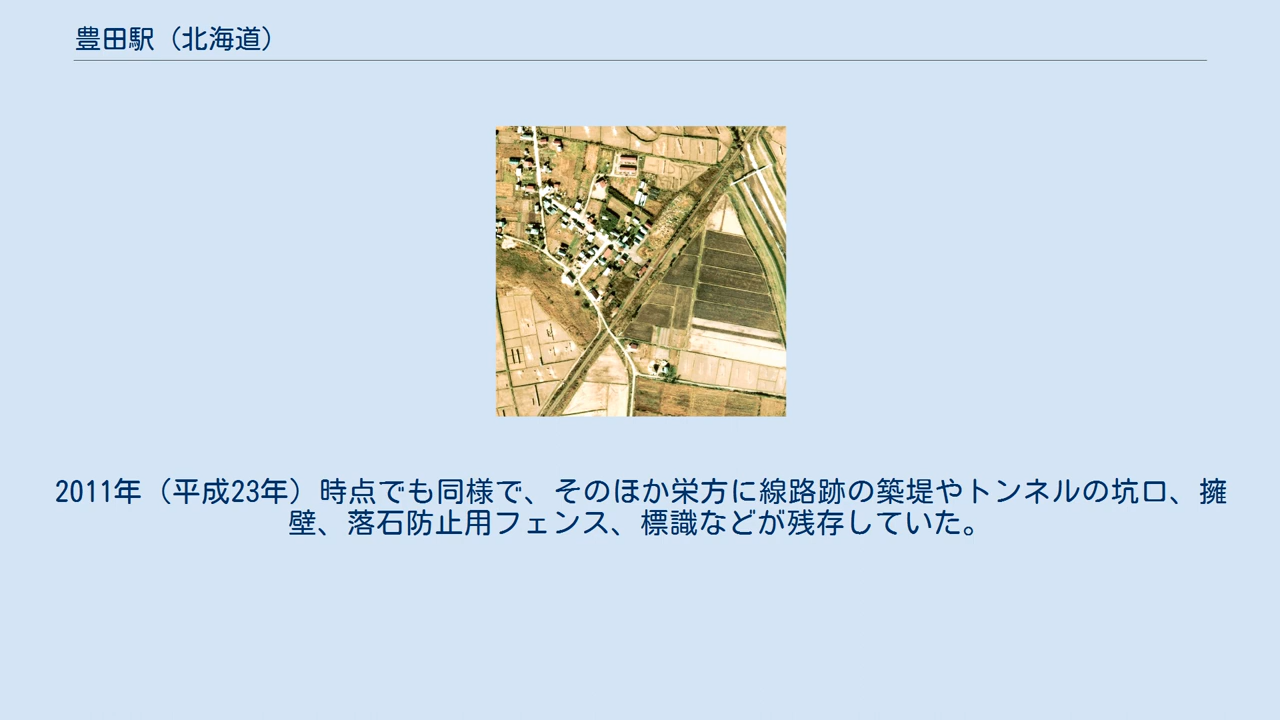 豊田駅（北海道）
2011年（平成23年）時点でも同様で、そのほか栄方に線路跡の築堤やトンネルの坑口、擁
壁、落石防止用フェンス、標識などが残存していた。